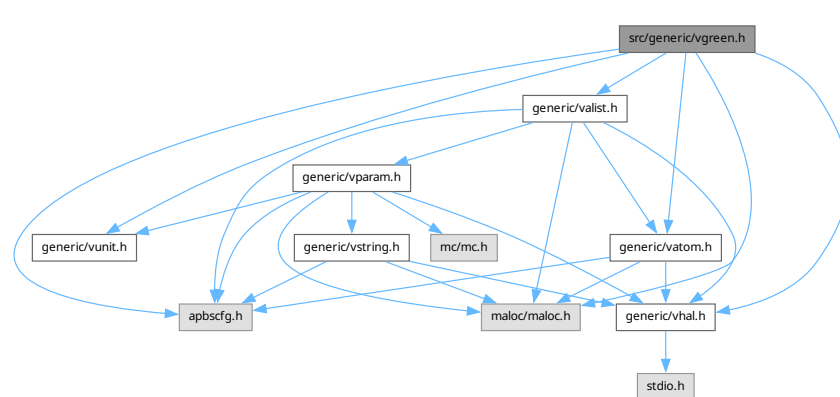 src/generic/vgreen.h
generic/valist.h
generic/vparam.h
generic/vunit.h
generic/vstring.h
mc/mc.h
generic/vatom.h
apbscfg.h
maloc/maloc.h
generic/vhal.h
stdio.h